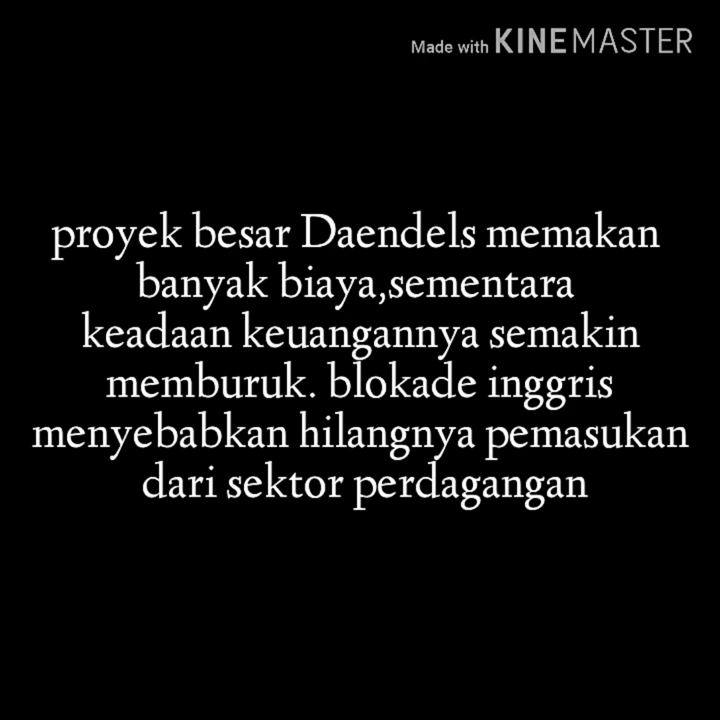 Made with KINEMASTER
proyek besar Daendels memakan
banyak biaya,sementara
keadaan keuangannya semakin
memburuk. blokade inggris
menyebabkan hilangnya pemasukan
dari sektor perdagangan